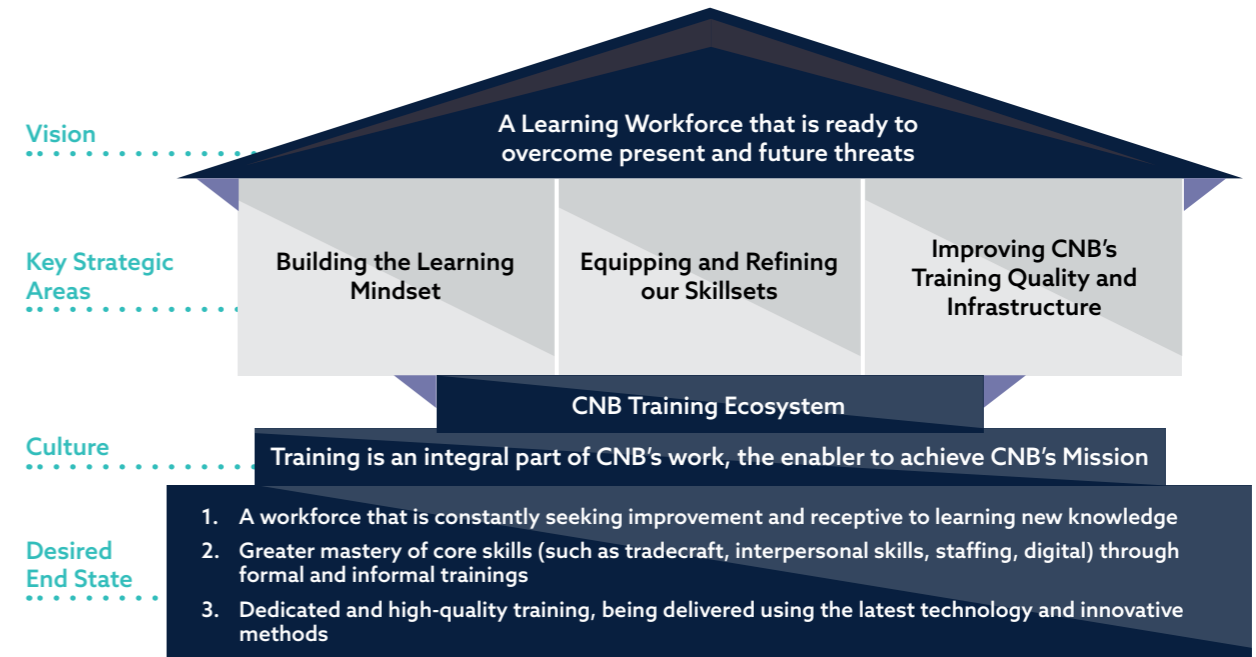 Vision
A Learning Workforce that is ready to
overcome present and future threats
Key Strategic
Areas
Building the Learning
Mindset
Equipping and Refining
our Skillsets
Improving CNB’s
Training Quality and
Infrastructure
CNB Training Ecosystem
Culture
Training is an integral part of CNB’s work, the enabler to achieve CNB’s Mission
Desired
End State
1. A workforce that is constantly seeking improvement and receptive to learning new knowledge
2. Greater mastery of core skills (such as tradecraft, interpersonal skills, staffing, digital) through
formal and informal trainings
3. Dedicated and high-quality training, being delivered using the latest technology and innovative
methods